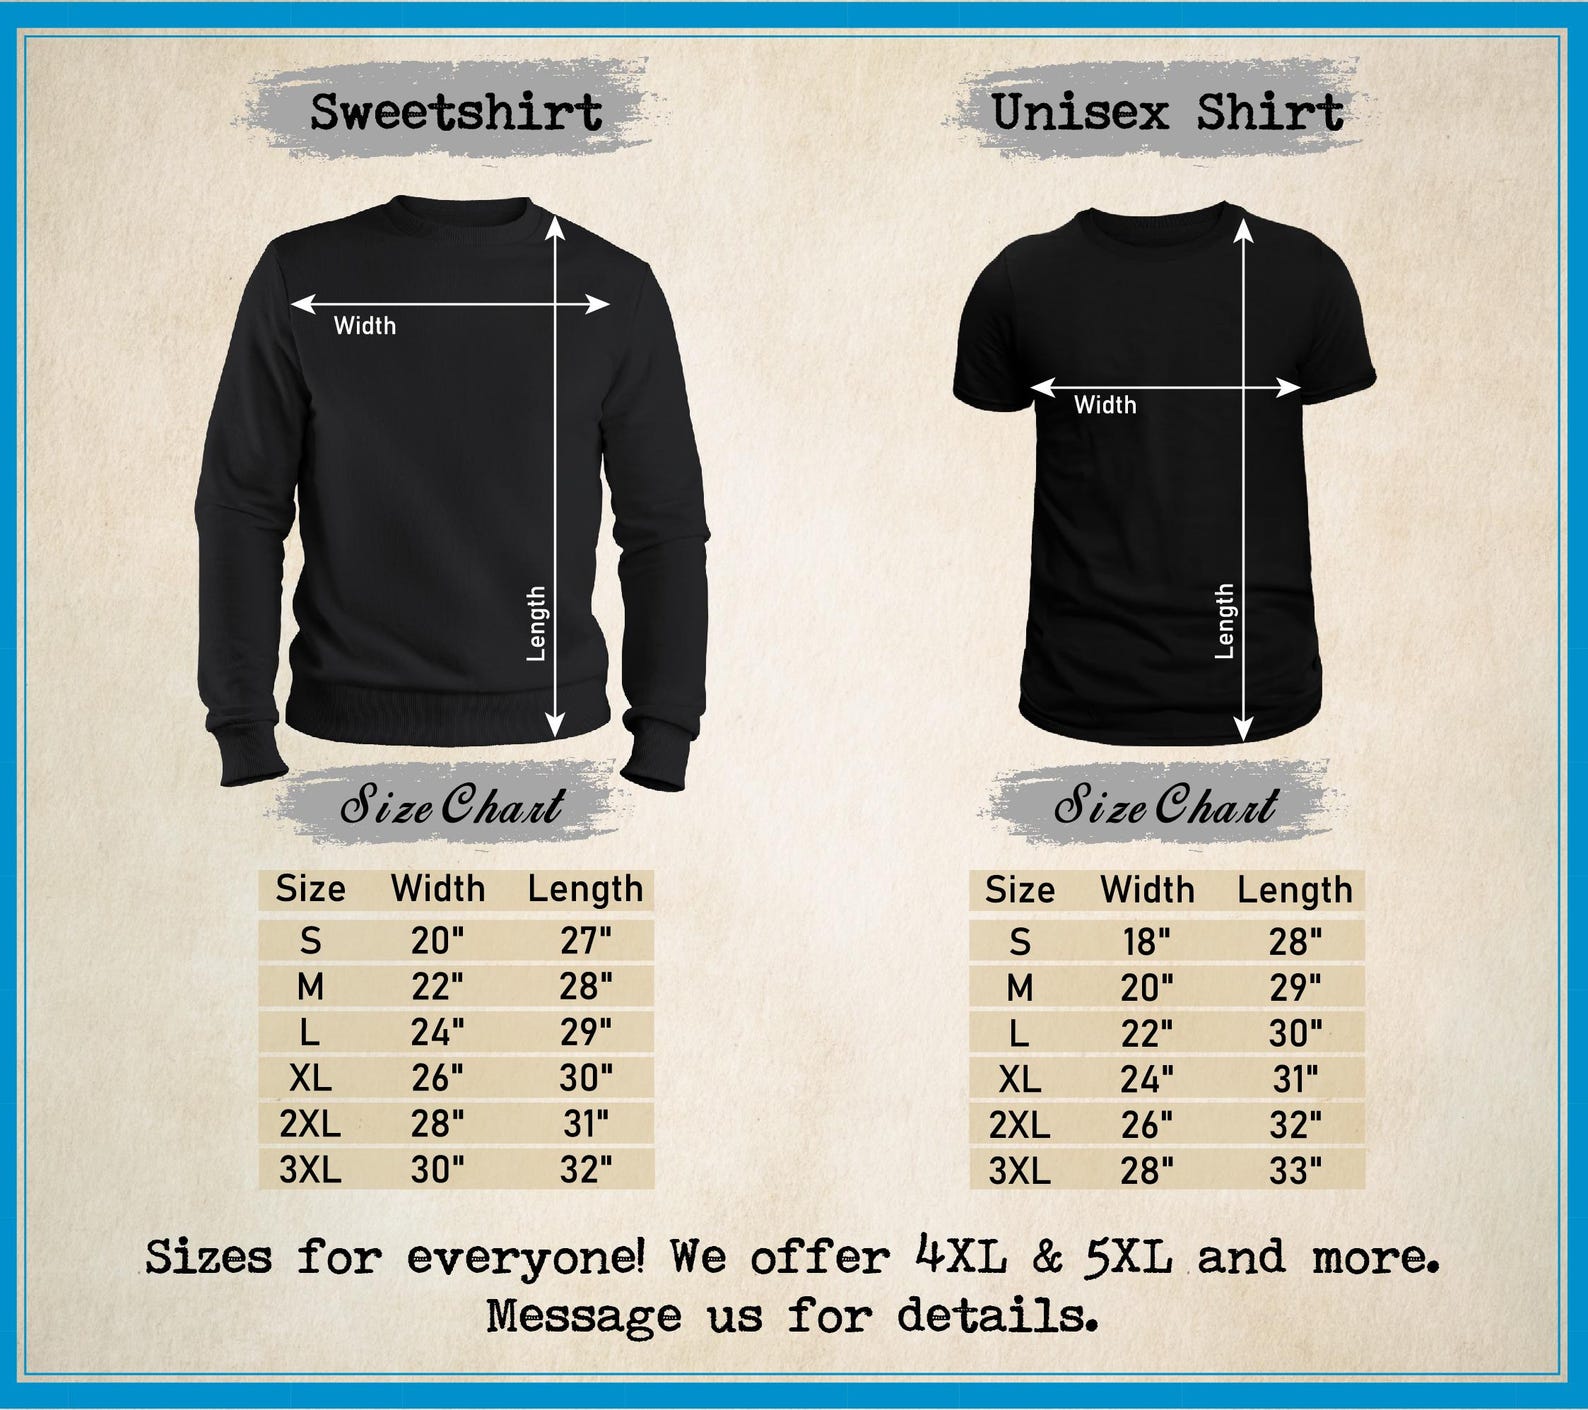 Sweetshirt
Unisex Shirt
Width
Length
Width
Length
Size Chart
Size Width Length
S 20" 27"
M 22" 28"
L 24" 29"
XL 26" 30"
2XL 28" 31"
3XL 30" 32"
Size Chart
Size Width Length
S 18" 28"
M 20" 29"
L 22" 30"
XL 24" 31"
2XL 26" 32"
3XL 28" 33"
Sizes for everyone! We offer 4XL & 5XL and more.
Message us for details.